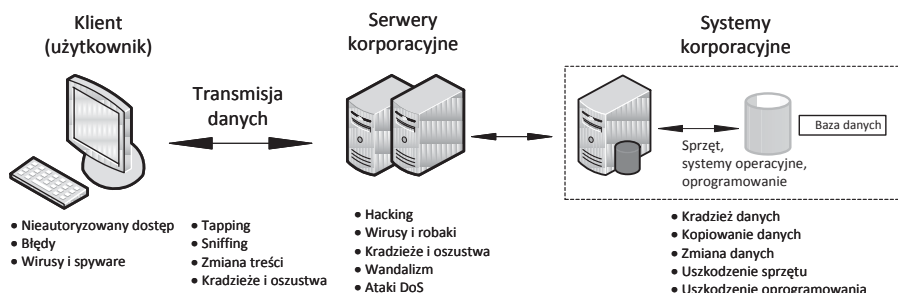 Klient
(użytkownik)
Transmisja
danych
Serwery
korporacyjne
Systemy
korporacyjne
Baza danych
Sprzęt,
systemy operacyjne,
oprogramowanie
• Nieautoryzowany dostęp
• Błędy
• Wirusy i spyware
• Tapping
• Sniffing
• Zmiana treści
• Kradzieże i oszustwa
• Hacking
• Wirusy i robaki
• Kradzieże i oszustwa
• Wandalizm
• Ataki DoS
• Kradzież danych
• Kopiowanie danych
• Zmiana danych
• Uszkodzenie sprzętu
• Uszkodzenie oprogramowania